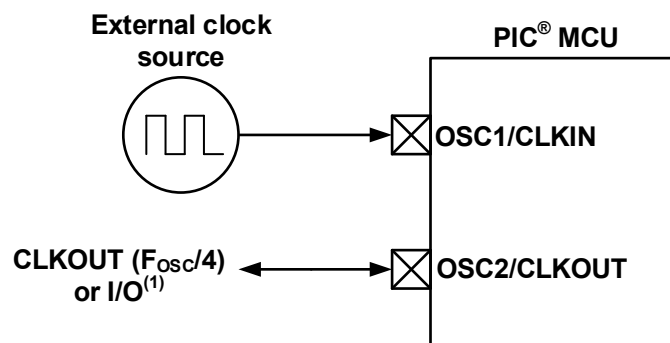 External clock
source
PIC® MCU
OSC1/CLKIN
CLKOUT (FOSC/4)
or I/O(1)
OSC2/CLKOUT